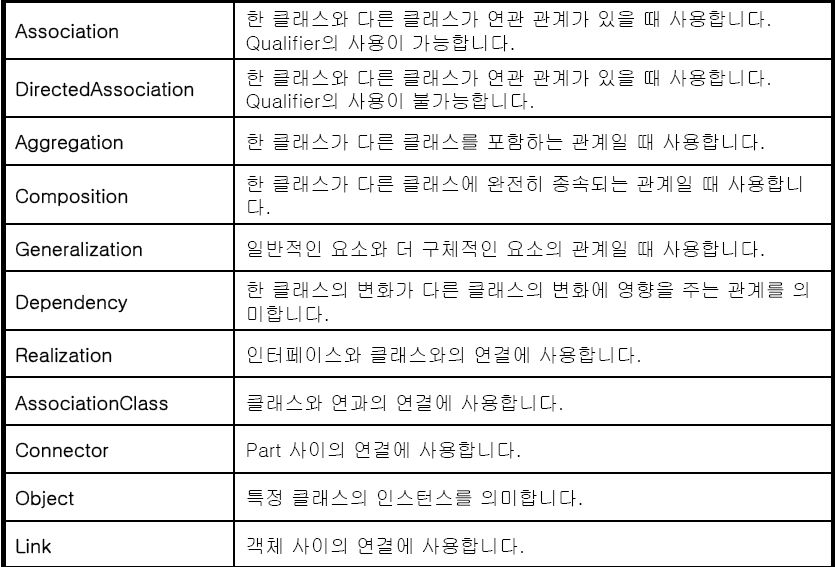 Association
한 클래스와 다른 클래스가 연관 관계가 있을 때 사용합니다.
Qualifier의 사용이 가능합니다.
DirectedAssociation
한 클래스와 다른 클래스가 연관 관계가 있을 때 사용합니다.
Qualifier의 사용이 불가능합니다.
Aggregation
한 클래스가 다른 클래스를 포함하는 관계일 때 사용합니다.
Composition
한 클래스가 다른 클래스에 완전히 종속되는 관계일 때 사용합니
다.
Generalization
일반적인 요소와 더 구체적인 요소의 관계일 때 사용합니다.
Dependency
한 클래스의 변화가 다른 클래스의 변화에 영향을 주는 관계를 의
미합니다.
Realization
인터페이스와 클래스와의 연결에 사용합니다.
AssociationClass
클래스와 연과의 연결에 사용합니다.
Connector
Part 사이의 연결에 사용합니다.
Object
특정 클래스의 인스턴스를 의미합니다.
Link
객체 사이의 연결에 사용합니다.